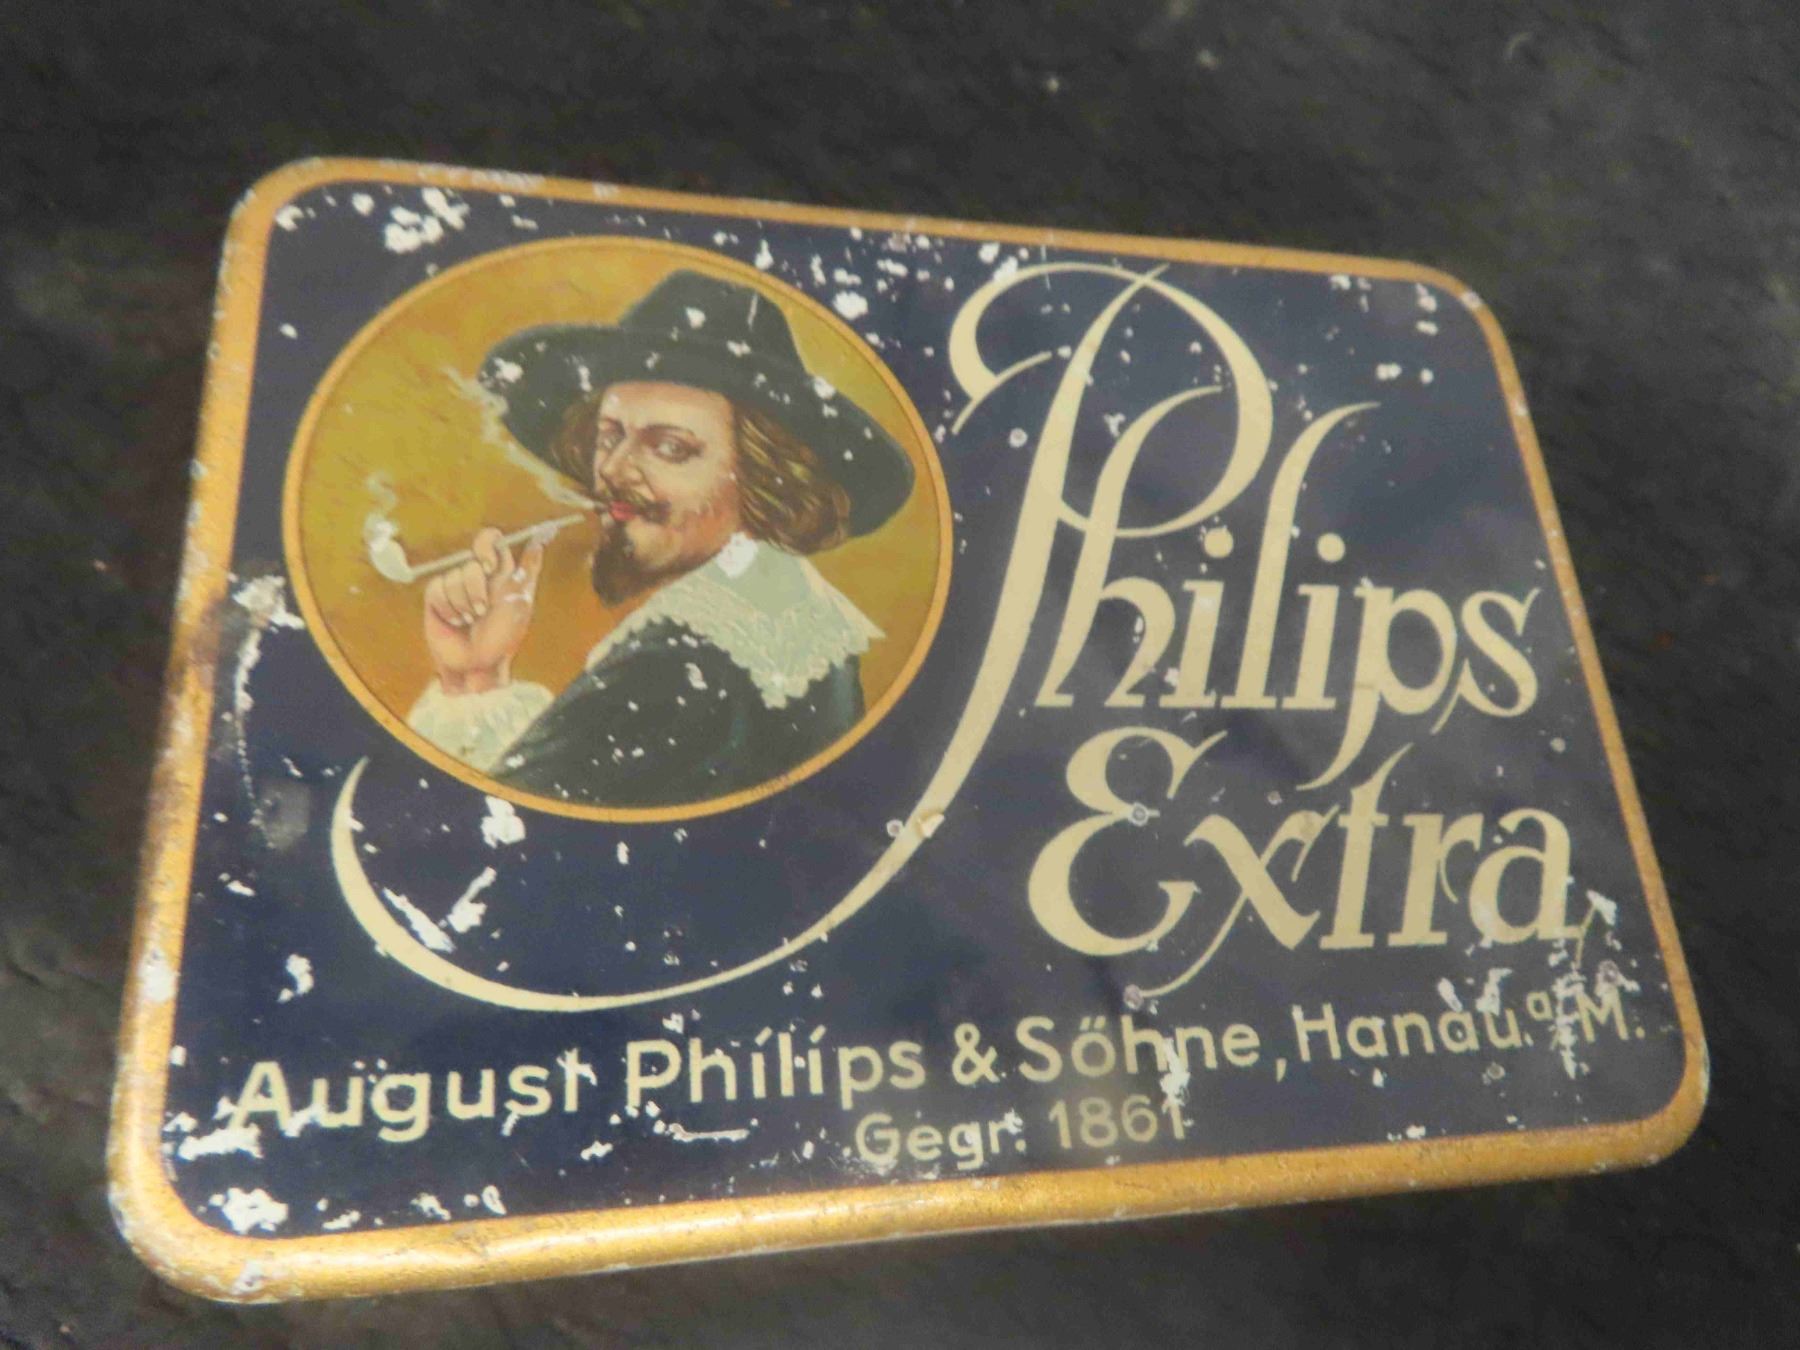 Philips
Extra
August Philips & Söhne, Hanau a. M.
Gegr. 1861